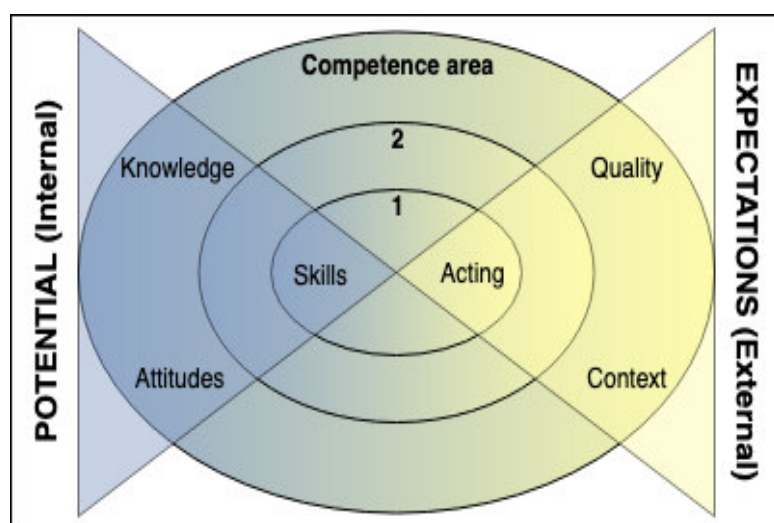 Competence area
2
1
Knowledge
Quality
Skills
Acting
Attitudes
Context
POTENTIAL (Internal)
EXPECTATIONS (External)